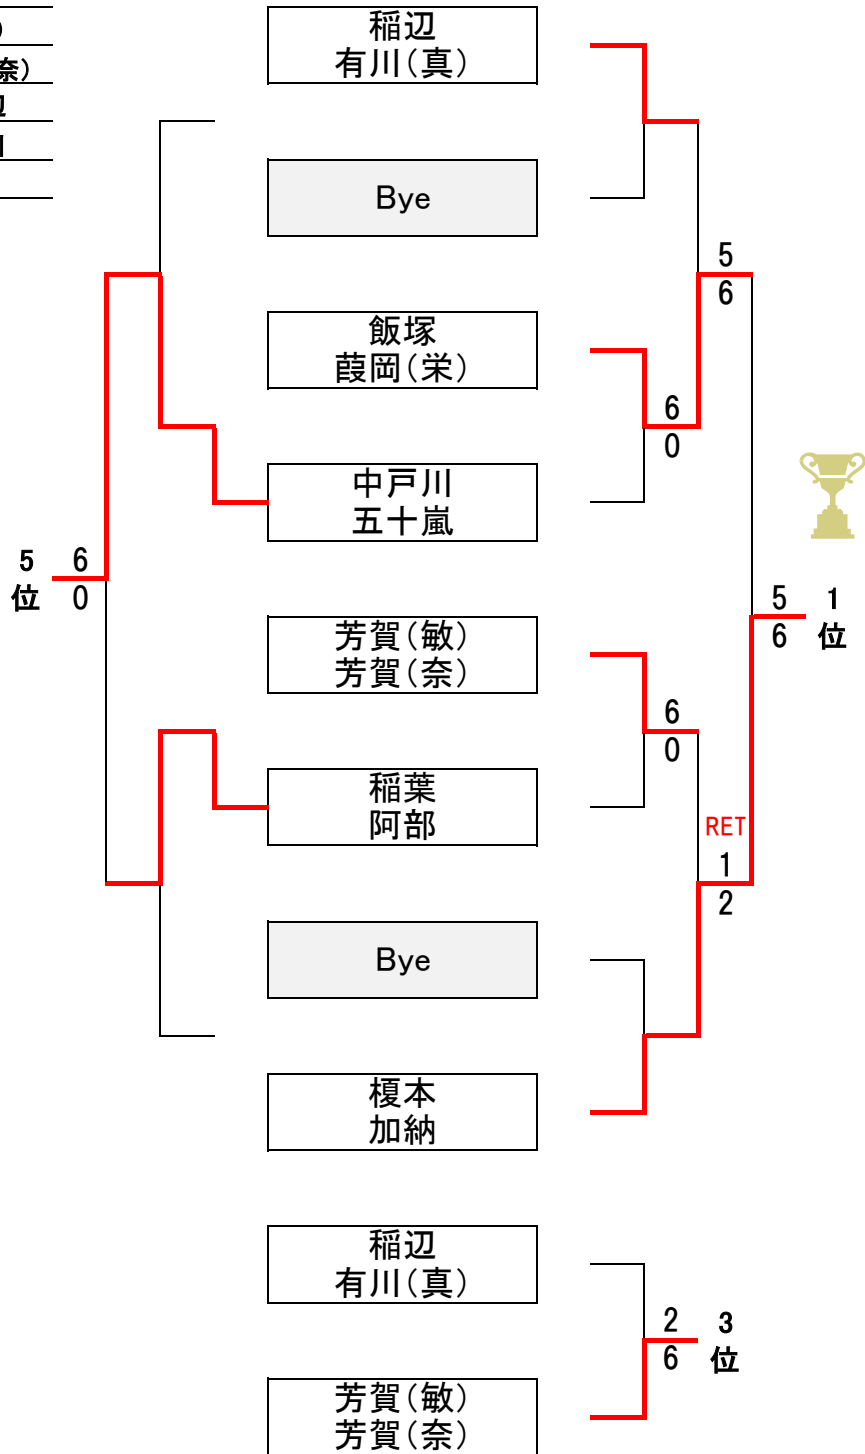 )
奈)
稲辺
有川(真)
Bye
5
6
飯塚
葭岡(栄)
6
0
中戸川
五十嵐
5
位
6
0
芳賀(敏)
芳賀(奈)
5
6
1
位
6
0
稲葉
阿部
RET
1
2
Bye
榎本
加納
稲辺
有川(真)
2
6
3
位
芳賀(敏)
芳賀(奈)